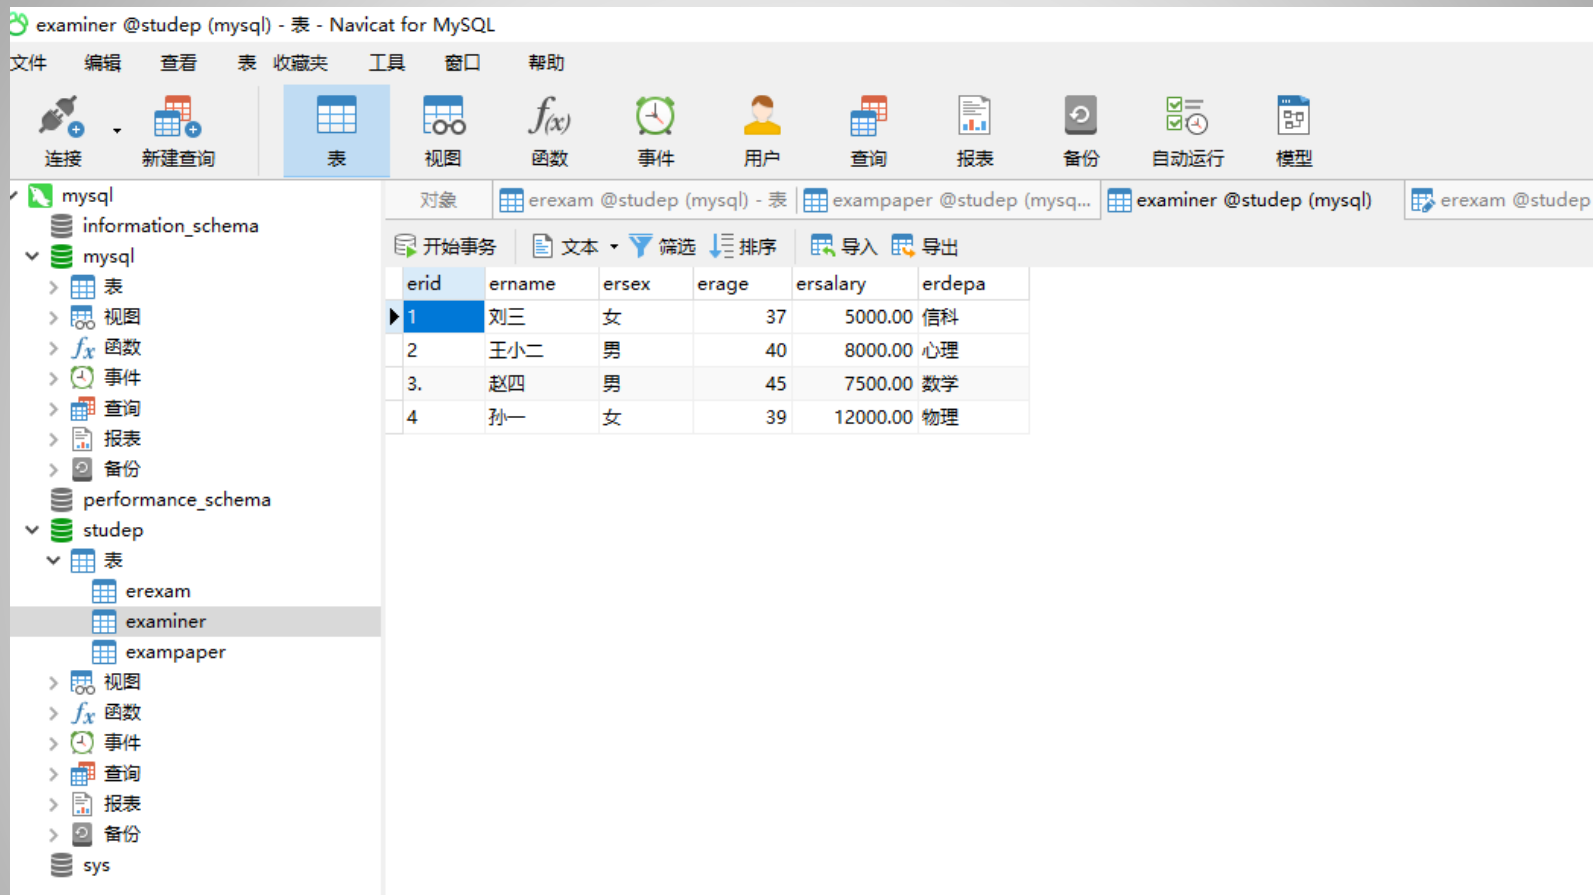 examiner @studep (mysql) - 表 - Navicat for MySQL
文件 编辑 查看 表 收藏夹 工具 窗口 帮助
连接 新建查询 表 视图 f(x) 函数 事件 用户 查询 报表 备份 自动运行 模型
对象 erexam @studep (mysql) - 表 exampaper @studep (mysq... examiner @studep (mysql) erexam @studep
开始事务 文本 筛选 排序 导入 导出
erid ername ersex erage ersalary erdepa
1 刘三 女 37 5000.00 信科
2 王小二 男 40 8000.00 心理
3. 赵四 男 45 7500.00 数学
4 孙一 女 39 12000.00 物理
mysql
information_schema
mysql
表
视图
fx 函数
事件
查询
报表
备份
performance_schema
studep
表
erexam
examiner
exampaper
视图
fx 函数
事件
查询
报表
备份
sys